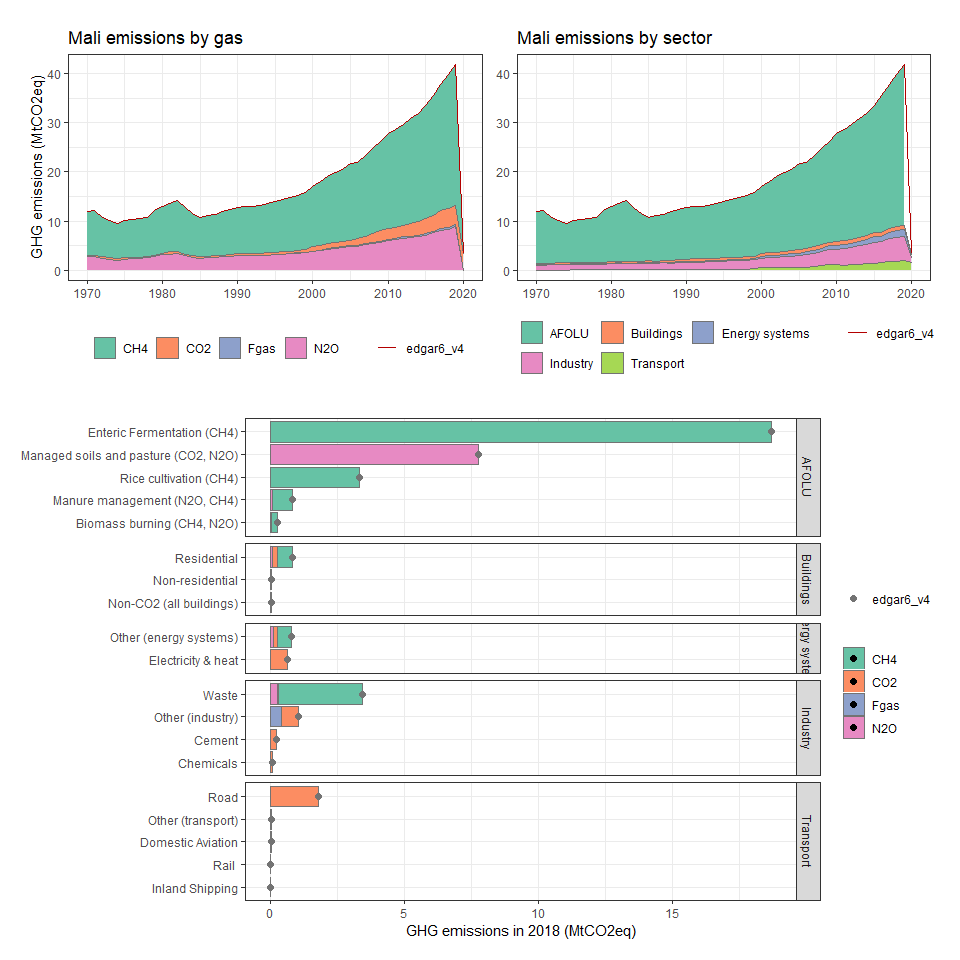 Mali emissions by gas
GHG emissions (MtCO2eq)
40
30
20
10
0
1970 1980 1990 2000 2010 2020
CH4 CO2 Fgas N2O edgar6_v4
Mali emissions by sector
40
30
20
10
0
1970 1980 1990 2000 2010 2020
AFOLU Buildings Energy systems edgar6_v4
Industry Transport
Enteric Fermentation (CH4)
Managed soils and pasture (CO2, N2O)
Rice cultivation (CH4)
Manure management (N2O, CH4)
Biomass burning (CH4, N2O)
AFOLU
Residential
Non-residential
Non-CO2 (all buildings)
Buildings
Other (energy systems)
Electricity & heat
ergy syste
Waste
Other (industry)
Cement
Chemicals
Industry
Road
Other (transport)
Domestic Aviation
Rail
Inland Shipping
Transport
0 5 10 15
GHG emissions in 2018 (MtCO2eq)
edgar6_v4
CH4
CO2
Fgas
N2O